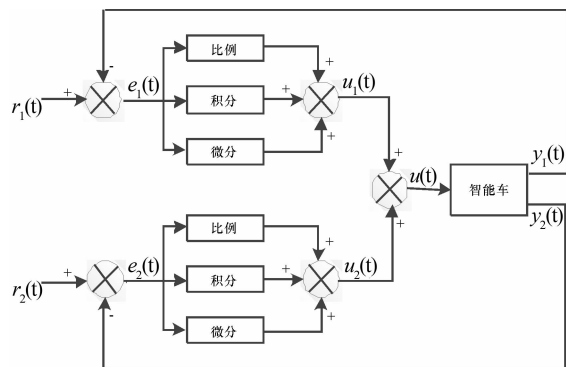 比例
+
-
e₁(t)
u₁(t)
+
积分
+
r₁(t)
+
微分
+
y₁(t)
u(t)
智能车
y₂(t)
+
比例
+
e₂(t)
u₂(t)
+
积分
+
r₂(t)
-
微分
+